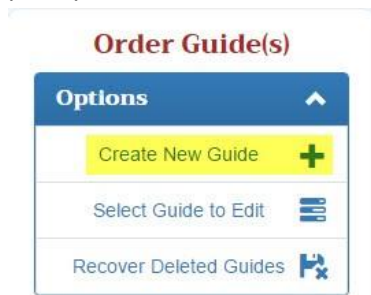 Order Guide(s)
Options
Create New Guide
Select Guide to Edit
Recover Deleted Guides